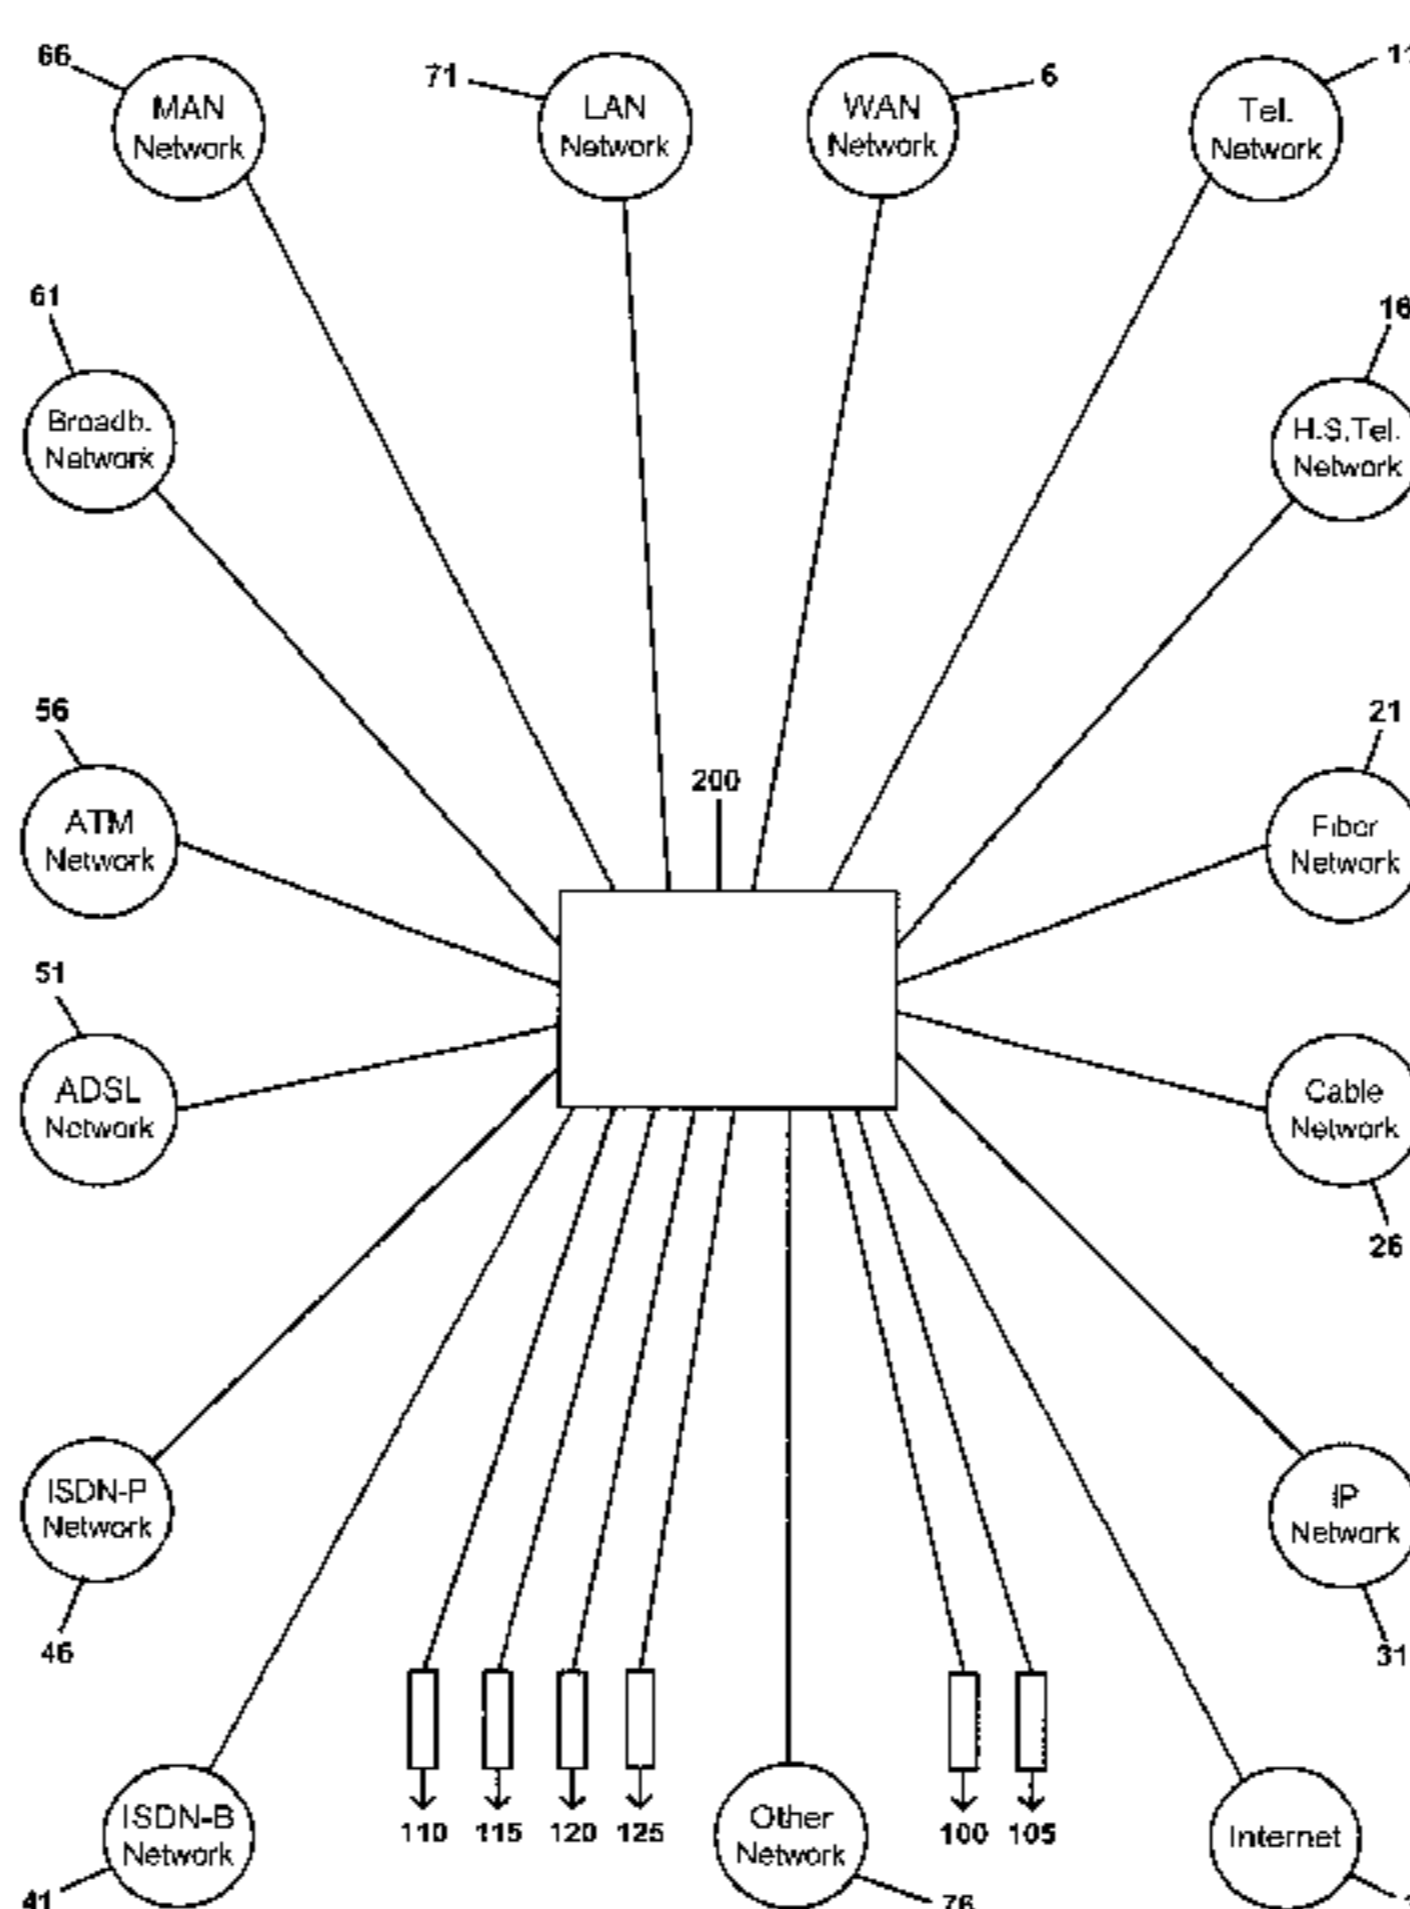 66
MAN
Network
71
LAN
Network
WAN
Network
6
Tel.
Network
61
Broadb.
Network
16
H.S.Tel.
Network
56
ATM
Network
200
21
Fiber
Network
51
ADSL
Network
Cable
Network
26
ISDN-P
Network
46
IP
Network
31
ISDN-B
Network
41
110
115
120
125
Other
Network
76
100
105
Internet